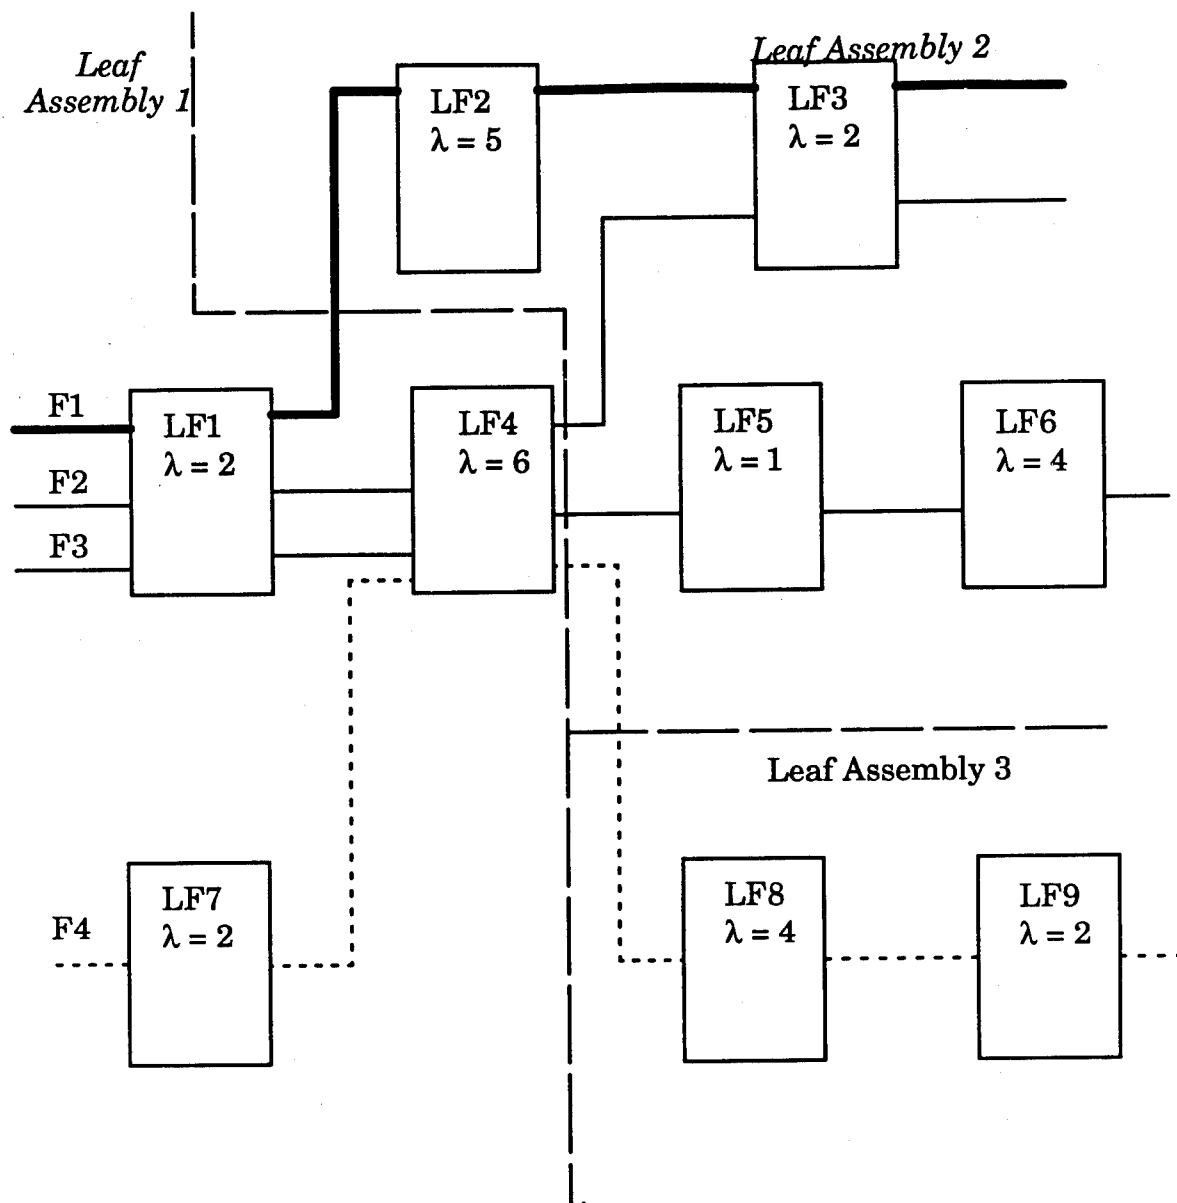 Leaf
Assembly 1
Leaf Assembly 2
LF2
λ = 5
LF3
λ = 2
F1
F2
F3
LF1
λ = 2
LF4
λ = 6
LF5
λ = 1
LF6
λ = 4
Leaf Assembly 3
F4
LF7
λ = 2
LF8
λ = 4
LF9
λ = 2